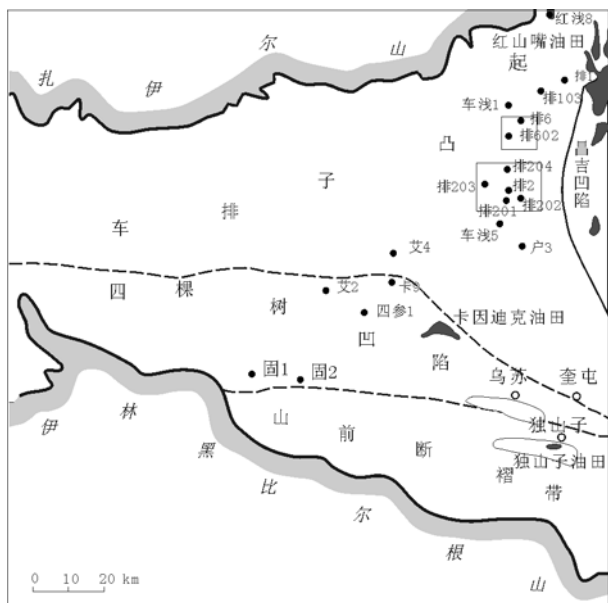 红浅8
扎伊尔山
红山嘴油田
车排子凸起
排103
车浅1
排6
排602
昌吉凹陷
排204
排203
排2
排201
排202
车浅5
户3
艾4
卡9
艾2
四参1
四棵树凹陷
卡因迪克油田
固1
固2
乌苏
奎屯
独山子
独山子油田
山前断褶带
伊林黑比尔根山
0 10 20 km